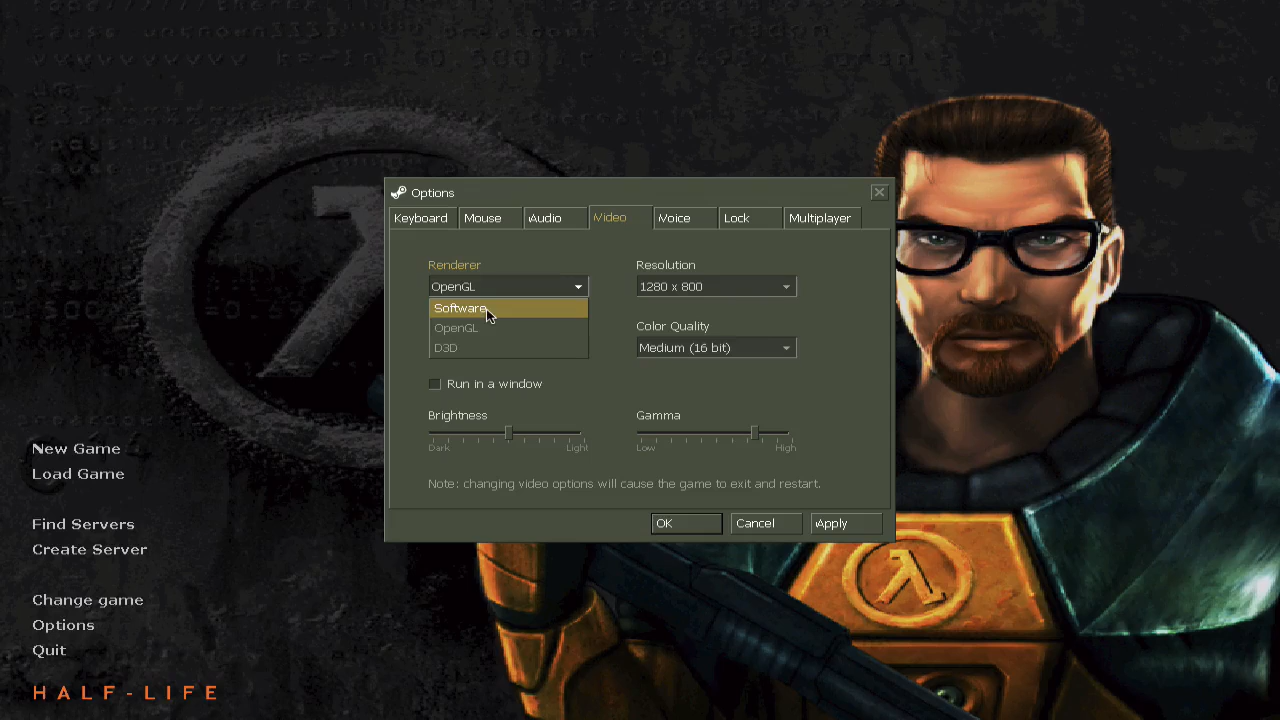 Options
Keyboard Mouse Audio Video Voice Lock Multiplayer
Renderer Resolution
OpenGL 1280 x 800
Software
OpenGL Color Quality
D3D Medium (16 bit)
Run in a window
Brightness Gamma
Dark Light Low High
Note: changing video options will cause the game to exit and restart.
OK Cancel Apply
New Game
Load Game
Find Servers
Create Server
Change game
Options
Quit
HALF-LIFE